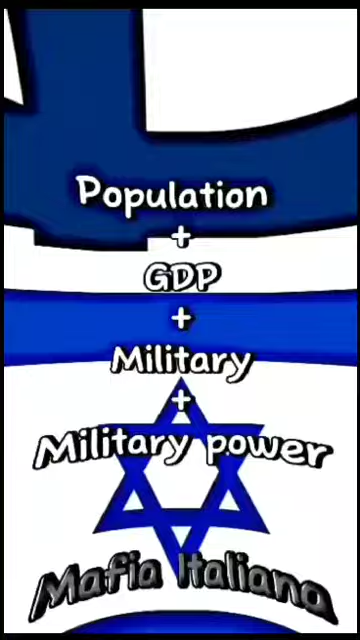 Population
+
GDP
+
Military
+
Military power
Mafia Italiana